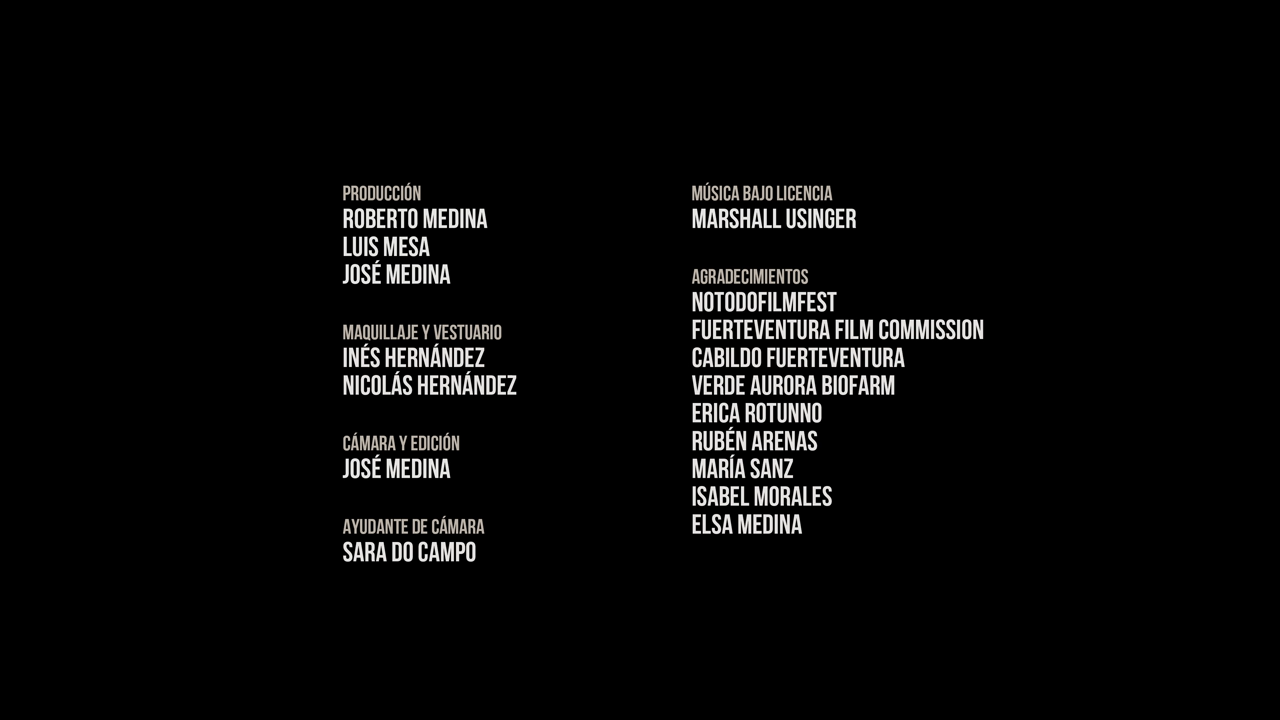 PRODUCCIÓN
ROBERTO MEDINA
LUIS MESA
JOSÉ MEDINA
MAQUILLAJE Y VESTUARIO
INÉS HERNÁNDEZ
NICOLÁS HERNÁNDEZ
CÁMARA Y EDICIÓN
JOSÉ MEDINA
AYUDANTE DE CÁMARA
SARA DO CAMPO
MÚSICA BAJO LICENCIA
MARSHALL USINGER
AGRADECIMIENTOS
NOTODOFILMFEST
FUERTEVENTURA FILM COMMISSION
CABILDO FUERTEVENTURA
VERDE AURORA BIOFARM
ERICA ROTUNNO
RUBÉN ARENAS
MARÍA SANZ
ISABEL MORALES
ELSA MEDINA